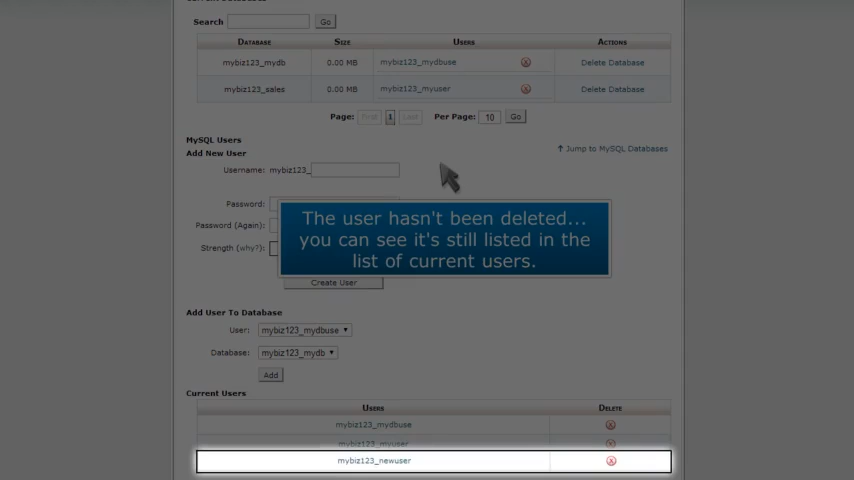 Search Go
Database Size Users Actions
mybiz123_mydb 0.00 MB mybiz123_mydbuse Delete Database
mybiz123_sales 0.00 MB mybiz123_myuser Delete Database
Page: First 1 Last Per Page: 10 Go
MySQL Users
Add New User
↑ Jump to MySQL Databases
Username: mybiz123_
Password:
Password (Again):
Strength (why?):
The user hasn't been deleted...
you can see it's still listed in the
list of current users.
Create User
Add User To Database
User: mybiz123_mydbuse
Database: mybiz123_mydb
Add
Current Users
Users Delete
mybiz123_mydbuse
mybiz123_myuser
mybiz123_newuser